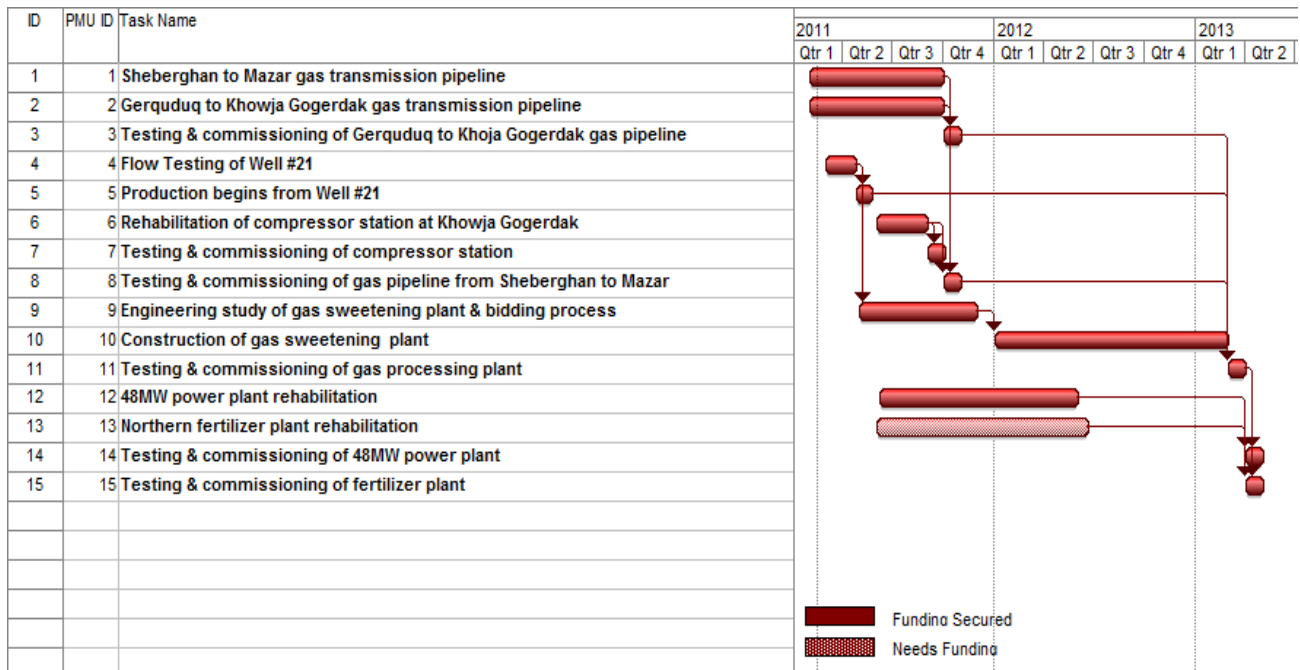 ID PMU ID Task Name
2011 2012 2013
Qtr 1 Qtr 2 Qtr 3 Qtr 4 Qtr 1 Qtr 2 Qtr 3 Qtr 4 Qtr 1 Qtr 2
1 1 Sheberghan to Mazar gas transmission pipeline
2 2 Gerquduq to Khowja Gogerdak gas transmission pipeline
3 3 Testing & commissioning of Gerquduq to Khoja Gogerdak gas pipeline
4 4 Flow Testing of Well #21
5 5 Production begins from Well #21
6 6 Rehabilitation of compressor station at Khowja Gogerdak
7 7 Testing & commissioning of compressor station
8 8 Testing & commissioning of gas pipeline from Sheberghan to Mazar
9 9 Engineering study of gas sweetening plant & bidding process
10 10 Construction of gas sweetening plant
11 11 Testing & commissioning of gas processing plant
12 12 48MW power plant rehabilitation
13 13 Northern fertilizer plant rehabilitation
14 14 Testing & commissioning of 48MW power plant
15 15 Testing & commissioning of fertilizer plant
Funding Secured
Needs Funding